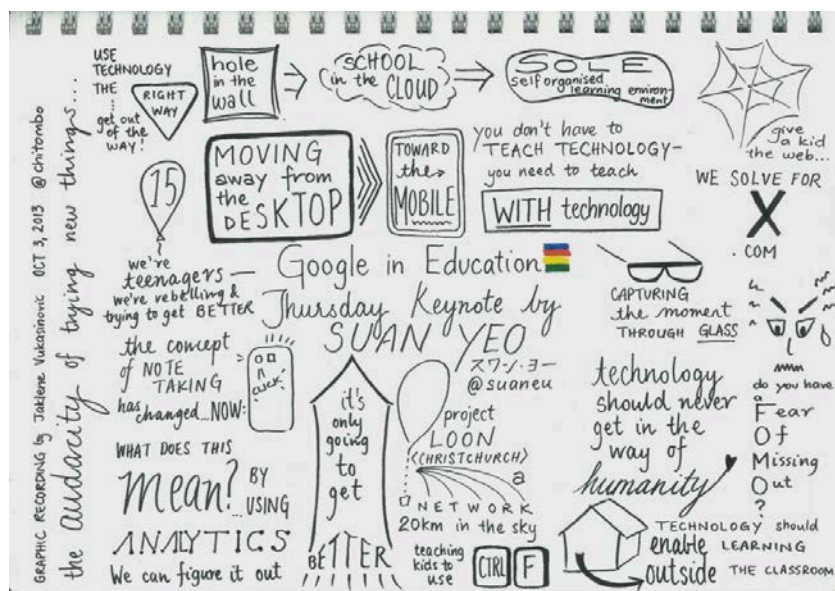 GRAPHIC RECORDING by Jaklene Vukasinovic OCT 3, 2013 @chitombo
the audacity of trying new things...
USE
TECHNOLOGY
THE
RIGHT
WAY
...
get out
of the
WAY!
hole
in the
wall
SCHOOL
in the CLOUD
SOLE
self organised
learning environ-
ment
give
a kid
the web...
15
we're
teenagers —
we're rebelling &
trying to get BETTER
MOVING
away from
the
DESKTOP
TOWARD
the
MOBILE
you don't have to
TEACH TECHNOLOGY—
you need to teach
WITH technology
WE SOLVE FOR
X
.COM
Google in Education
Thursday Keynote by
SUAN YEO
スワン・ヨー
@suaneu
CAPTURING
the moment
THROUGH GLASS
the concept
of NOTE
TAKING
has changed...NOW:
click!
WHAT DOES THIS
mean?
...BY
USING
ANALYTICS
We can figure it out
it's
only
going
to
get
BETTER
project
LOON
<CHRISTCHURCH>
a
NETWORK
20km in the sky
teaching
kids to
use
CTRL
F
technology
should never
get in the
way of
humanity
do you have
a
Fear
Of
Missing
Out
?
TECHNOLOGY should
enable LEARNING
outside THE CLASSROOM